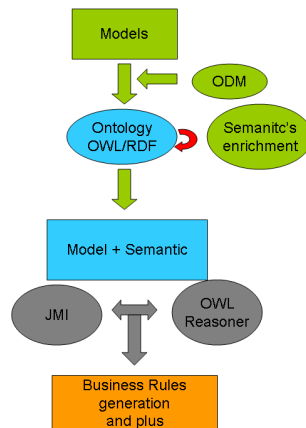 Models
ODM
Ontology
OWL/RDF
Semanitc's
enrichment
Model + Semantic
JMI
OWL
Reasoner
Business Rules
generation
and plus